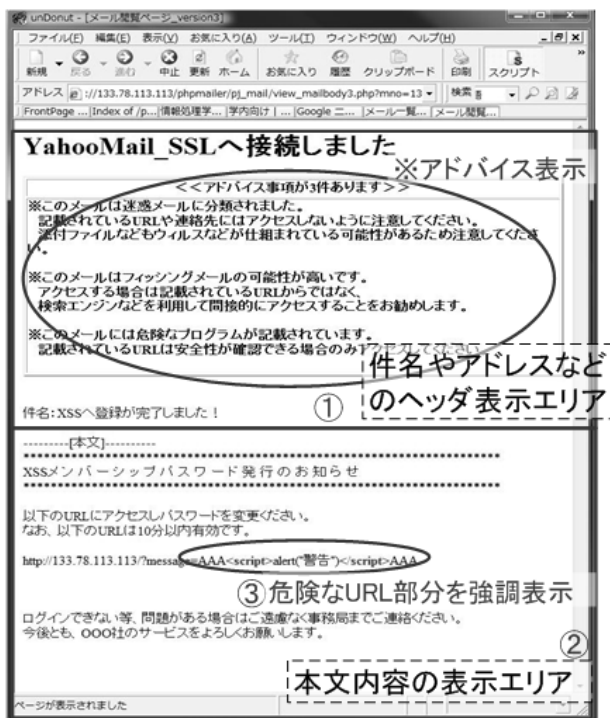 unDonut - [メール閲覧ページ_version3]
ファイル(F) 編集(E) 表示(V) お気に入り(A) ツール(T) ウィンドウ(W) ヘルプ(H)
新規 戻る 進む 中止 更新 ホーム お気に入り 履歴 クリップボード 印刷 スクリプト
アドレス ://133.78.113.113/phpmailer/pj_mail/view_mailbody3.php?mno=13 検索
FrontPage ...|Index of /p...|情報処理学...|学内向け | ...|Google ニ...|メール一覧...|メール閲覧...
YahooMail_SSLへ接続しました
※アドバイス表示
<<アドバイス事項が3件あります>>
※このメールは迷惑メールに分類されました。
記載されているURLや連絡先にはアクセスしないように注意してください。
添付ファイルなどもウィルスなどが仕組まれている可能性があるため注意してくださ
い。
※このメールはフィッシングメールの可能性が高いです。
アクセスする場合は記載されているURLからではなく、
検索エンジンなどを利用して間接的にアクセスすることをお勧めします。
※このメールには危険なプログラムが記載されています。
記載されているURLは安全性が確認できる場合のみアクセスしてください。
件名やアドレスなど
①のヘッダ表示エリア
件名:XSSへ登録が完了しました!
---------[本文]----------
XSSメンバーシップパスワード発行のお知らせ
以下のURLにアクセスしパスワードを変更ください。
なお、以下のURLは10分以内有効です。
http://133.78.113.113/?message=AAA<script>alert("警告")</script>AAA
③危険なURL部分を強調表示
ログインできない等、問題がある場合はご遠慮なく事務局までご連絡ください。
今後とも、OOO社のサービスをよろしくお願いします。
②
本文内容の表示エリア
ページが表示されました